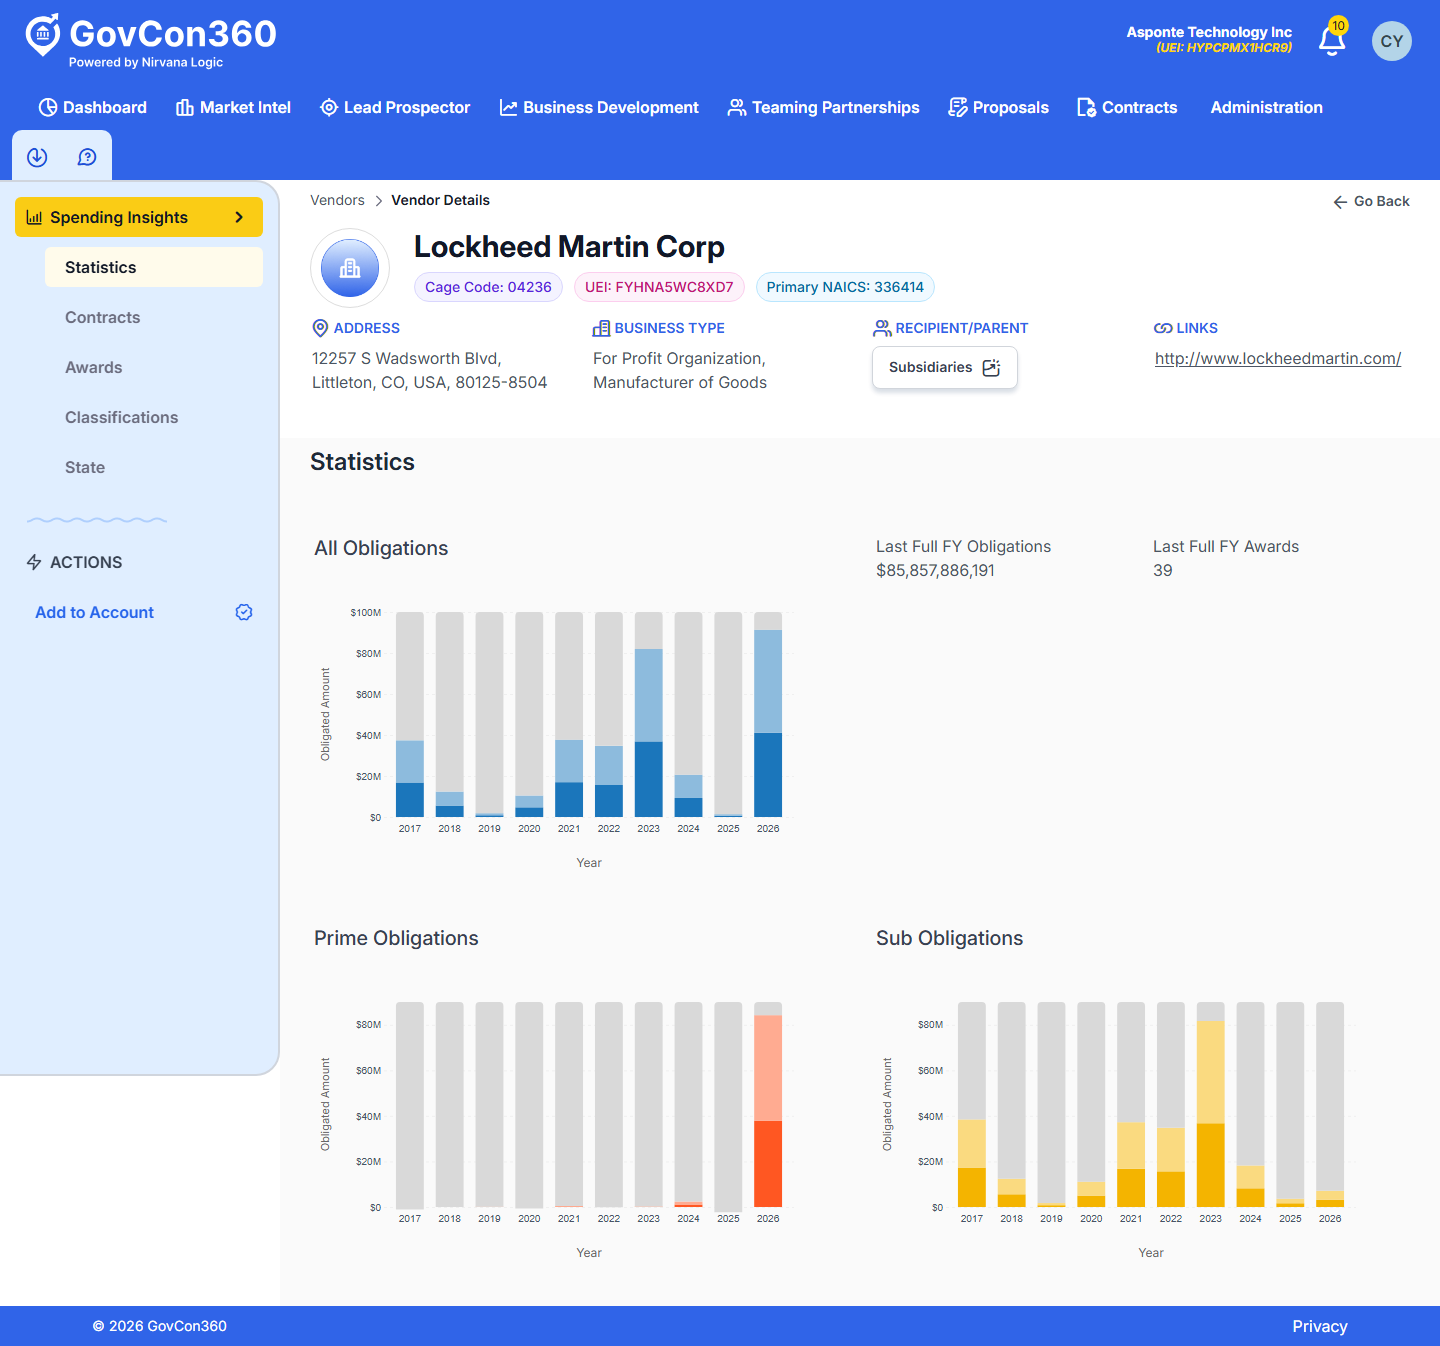 GovCon360
Powered by Nirvana Logic
Asponte Technology Inc
(UEI: HYPCPMX1HCR9)
10
CY
Dashboard
Market Intel
Lead Prospector
Business Development
Teaming Partnerships
Proposals
Contracts
Administration
Spending Insights
Statistics
Contracts
Awards
Classifications
State
ACTIONS
Add to Account
Vendors > Vendor Details
Go Back
Lockheed Martin Corp
Cage Code: 04236
UEI: FYHNA5WC8XD7
Primary NAICS: 336414
ADDRESS
12257 S Wadsworth Blvd,
Littleton, CO, USA, 80125-8504
BUSINESS TYPE
For Profit Organization,
Manufacturer of Goods
RECIPIENT/PARENT
Subsidiaries
LINKS
http://www.lockheedmartin.com/
Statistics
All Obligations
Last Full FY Obligations
$85,857,886,191
Last Full FY Awards
39
$100M
$80M
$60M
$40M
$20M
$0
Obligated Amount
2017 2018 2019 2020 2021 2022 2023 2024 2025 2026
Year
Prime Obligations
$80M
$60M
$40M
$20M
$0
Obligated Amount
2017 2018 2019 2020 2021 2022 2023 2024 2025 2026
Year
Sub Obligations
$80M
$60M
$40M
$20M
$0
Obligated Amount
2017 2018 2019 2020 2021 2022 2023 2024 2025 2026
Year
© 2026 GovCon360
Privacy